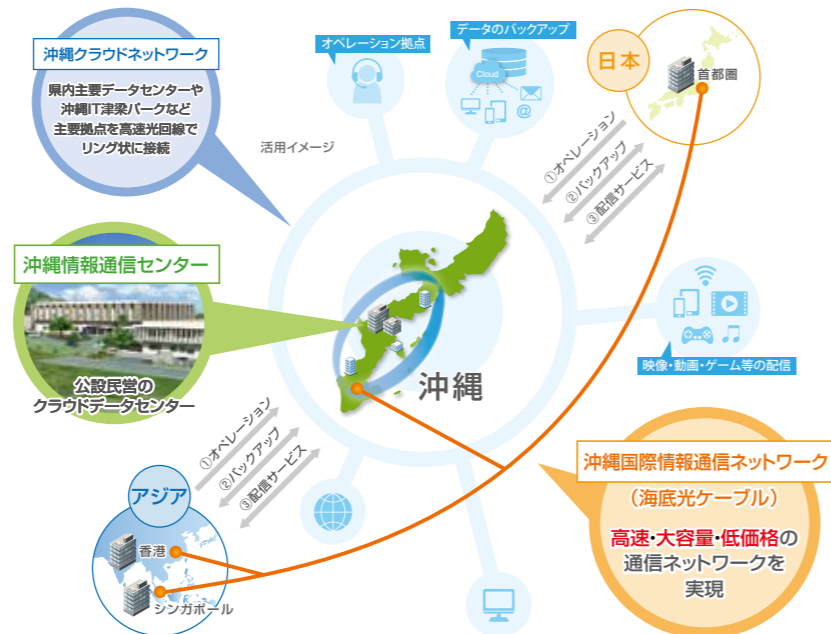 沖縄クラウドネットワーク
県内主要データセンターや
沖縄IT津梁パークなど
主要拠点を高速光回線で
リング状に接続
オペレーション拠点
データのバックアップ
Cloud
@
日本
首都圏
活用イメージ
①オペレーション
②バックアップ
③配信サービス
沖縄情報通信センター
公設民営の
クラウドデータセンター
沖縄
映像・動画・ゲーム等の配信
①オペレーション
②バックアップ
③配信サービス
沖縄国際情報通信ネットワーク
(海底光ケーブル)
高速・大容量・低価格の
通信ネットワークを
実現
アジア
香港
シンガポール